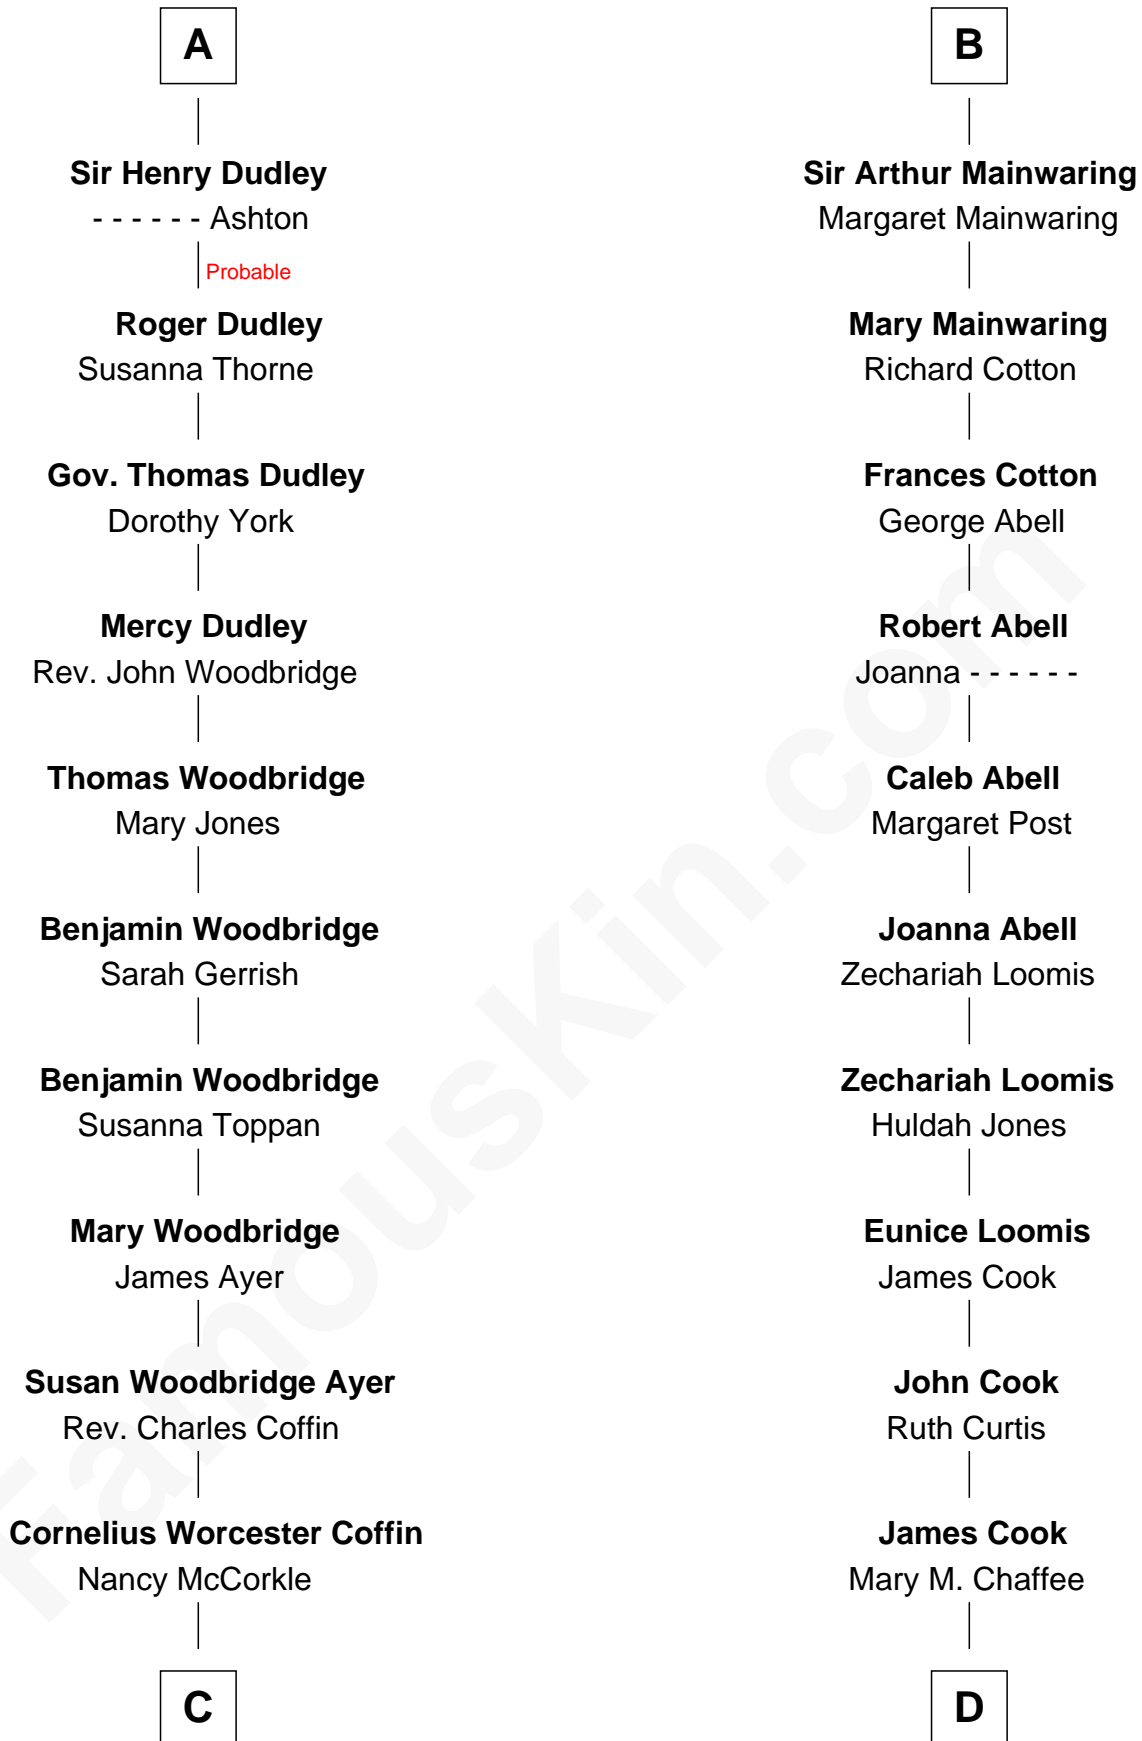 A
Sir Henry Dudley
- - - - - - Ashton
Probable
Roger Dudley
Susanna Thorne
Gov. Thomas Dudley
Dorothy York
Mercy Dudley
Rev. John Woodbridge
Thomas Woodbridge
Mary Jones
Benjamin Woodbridge
Sarah Gerrish
Benjamin Woodbridge
Susanna Toppan
Mary Woodbridge
James Ayer
Susan Woodbridge Ayer
Rev. Charles Coffin
Cornelius Worcester Coffin
Nancy McCorkle
C
B
Sir Arthur Mainwaring
Margaret Mainwaring
Mary Mainwaring
Richard Cotton
Frances Cotton
George Abell
Robert Abell
Joanna - - - - - -
Caleb Abell
Margaret Post
Joanna Abell
Zechariah Loomis
Zechariah Loomis
Huldah Jones
Eunice Loomis
James Cook
John Cook
Ruth Curtis
James Cook
Mary M. Chaffee
D
FamousKin.com